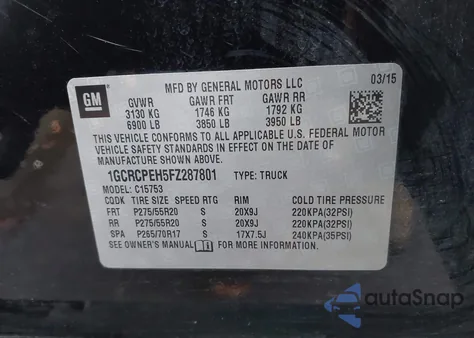 MFD BY GENERAL MOTORS LLC 03/15
GM
GVWR GAWR FRT GAWR RR
3130 KG 1746 KG 1792 KG
6900 LB 3850 LB 3950 LB
THIS VEHICLE CONFORMS TO ALL APPLICABLE U.S. FEDERAL MOTOR
VEHICLE SAFETY STANDARDS IN EFFECT ON THE DATE OF
MANUFACTURE SHOWN ABOVE.
1GCRCPEH5FZ287801 TYPE: TRUCK
MODEL: C15753
CQDK TIRE SIZE SPEED RTG RIM COLD TIRE PRESSURE
FRT P275/55R20 S 20X9J 220KPA(32PSI)
RR P275/55R20 S 20X9J 220KPA(32PSI)
SPA P265/70R17 S 17X7.5J 240KPA(35PSI)
SEE OWNER'S MANUAL FOR MORE INFORMATION.
autoSnap